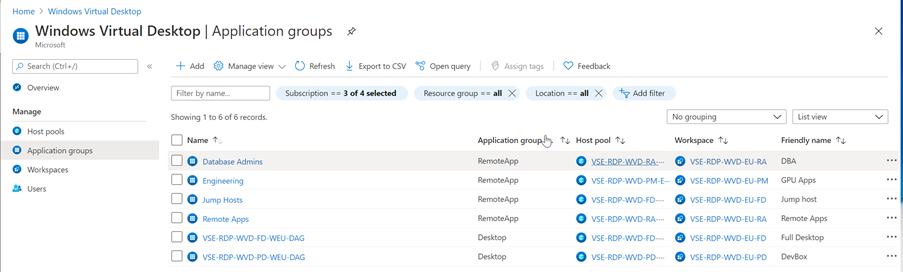 Home > Windows Virtual Desktop
Windows Virtual Desktop | Application groups
Microsoft
Search (Ctrl+/)
Overview
Manage
Host pools
Application groups
Workspaces
Users
Add Manage view Refresh Export to CSV Open query Assign tags Feedback
Filter by name... Subscription == 3 of 4 selected Resource group == all Location == all Add filter
Showing 1 to 6 of 6 records. No grouping List view
Name Application group Host pool Workspace Friendly name
Database Admins RemoteApp VSE-RDP-WVD-RA-... VSE-RDP-WVD-EU-RA DBA
Engineering RemoteApp VSE-RDP-WVD-PM-E... VSE-RDP-WVD-EU-PM GPU Apps
Jump Hosts RemoteApp VSE-RDP-WVD-FD-... VSE-RDP-WVD-EU-FD Jump host
Remote Apps RemoteApp VSE-RDP-WVD-RA-... VSE-RDP-WVD-EU-RA Remote Apps
VSE-RDP-WVD-FD-WEU-DAG Desktop VSE-RDP-WVD-FD-... VSE-RDP-WVD-EU-FD Full Desktop
VSE-RDP-WVD-PD-WEU-DAG Desktop VSE-RDP-WVD-PD-... VSE-RDP-WVD-EU-PD DevBox